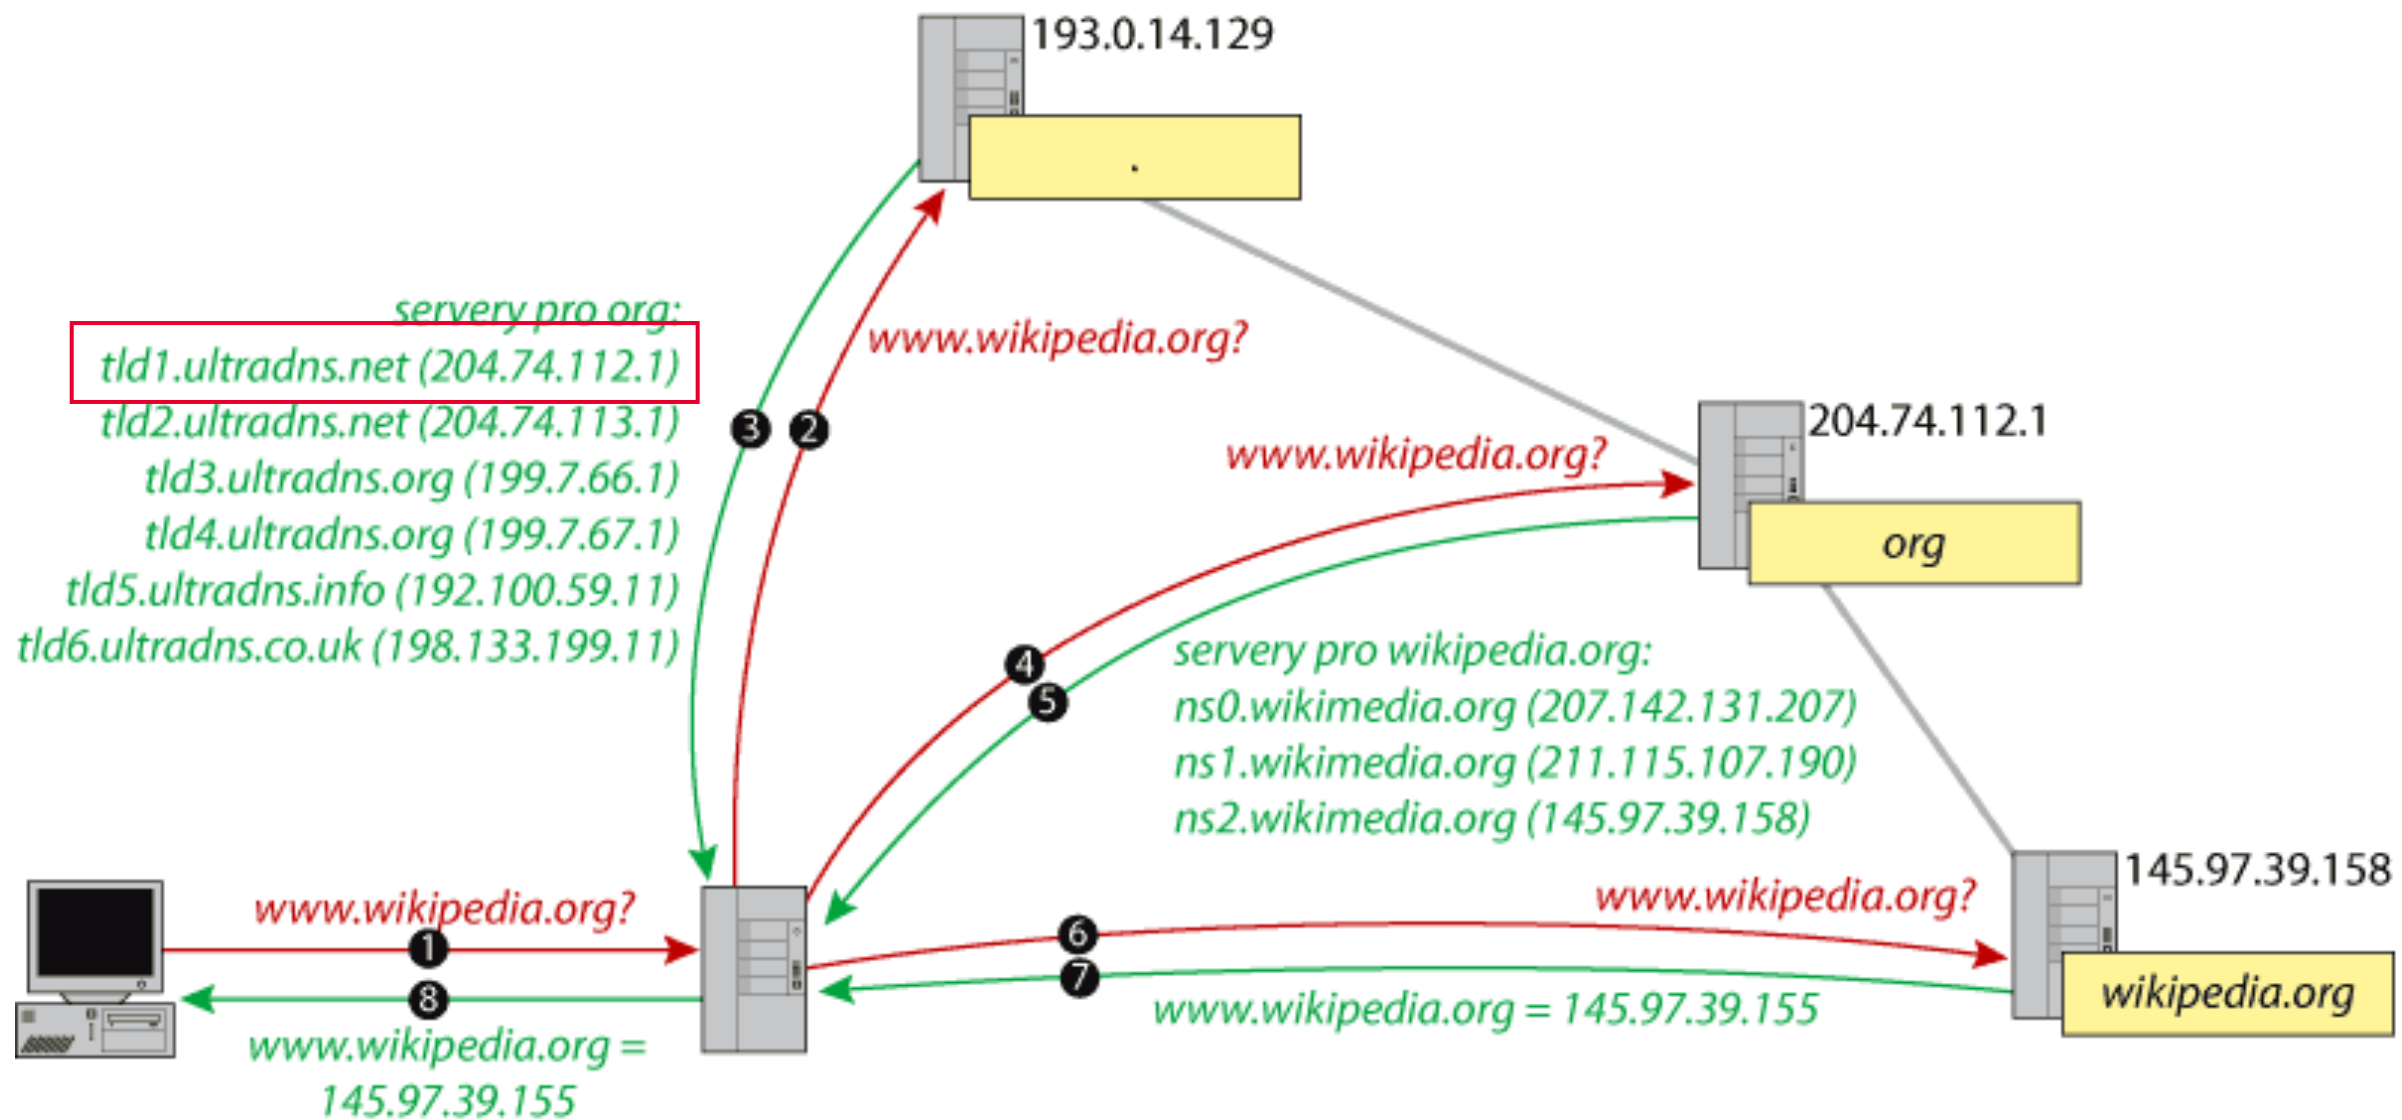 193.0.14.129
.
servery pro org:
tld1.ultradns.net (204.74.112.1)
tld2.ultradns.net (204.74.113.1)
tld3.ultradns.org (199.7.66.1)
tld4.ultradns.org (199.7.67.1)
tld5.ultradns.info (192.100.59.11)
tld6.ultradns.co.uk (198.133.199.11)
www.wikipedia.org?
3
2
204.74.112.1
www.wikipedia.org?
org
4
5
servery pro wikipedia.org:
ns0.wikimedia.org (207.142.131.207)
ns1.wikimedia.org (211.115.107.190)
ns2.wikimedia.org (145.97.39.158)
www.wikipedia.org?
1
8
www.wikipedia.org =
145.97.39.155
145.97.39.158
www.wikipedia.org?
6
7
www.wikipedia.org = 145.97.39.155
wikipedia.org